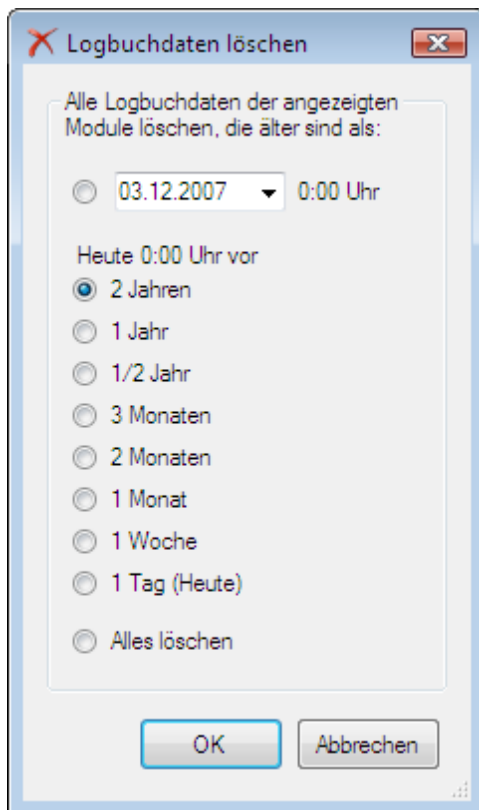 Logbuchdaten löschen
Alle Logbuchdaten der angezeigten
Module löschen, die älter sind als:
03.12.2007 0:00 Uhr
Heute 0:00 Uhr vor
2 Jahren
1 Jahr
1/2 Jahr
3 Monaten
2 Monaten
1 Monat
1 Woche
1 Tag (Heute)
Alles löschen
OK Abbrechen